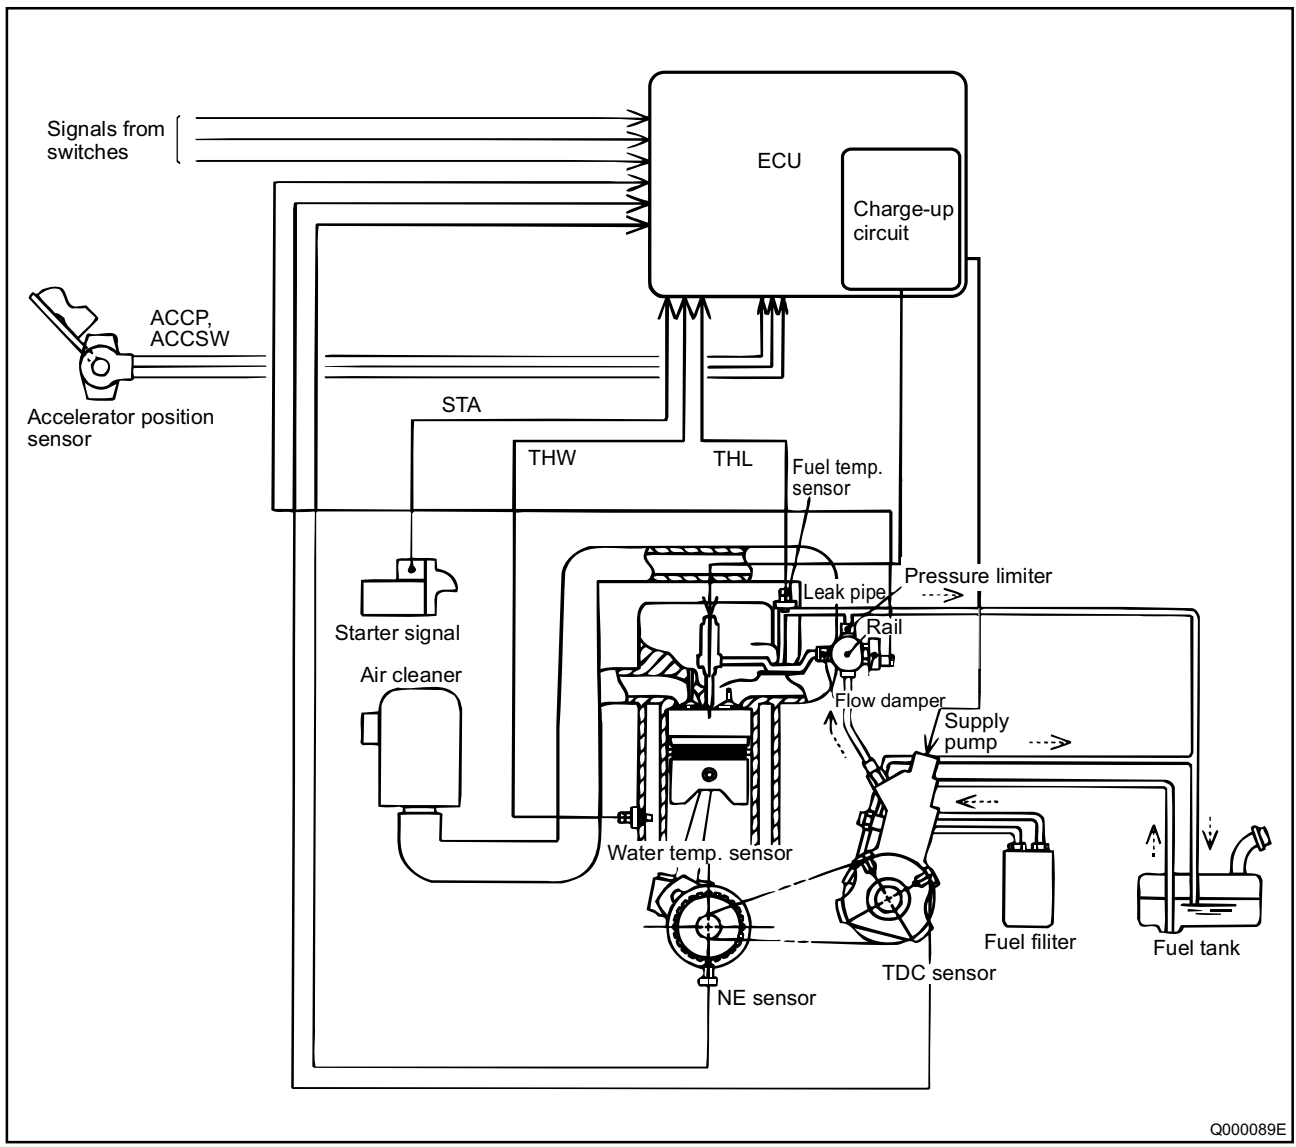 Signals from
switches
ECU
Charge-up
circuit
ACCP,
ACCSW
Accelerator position
sensor
STA
THW
THL
Fuel temp.
sensor
Starter signal
Air cleaner
Leak pipe
Pressure limiter
Rail
Flow damper
Supply
pump
Water temp. sensor
NE sensor
TDC sensor
Fuel filiter
Fuel tank
Q000089E